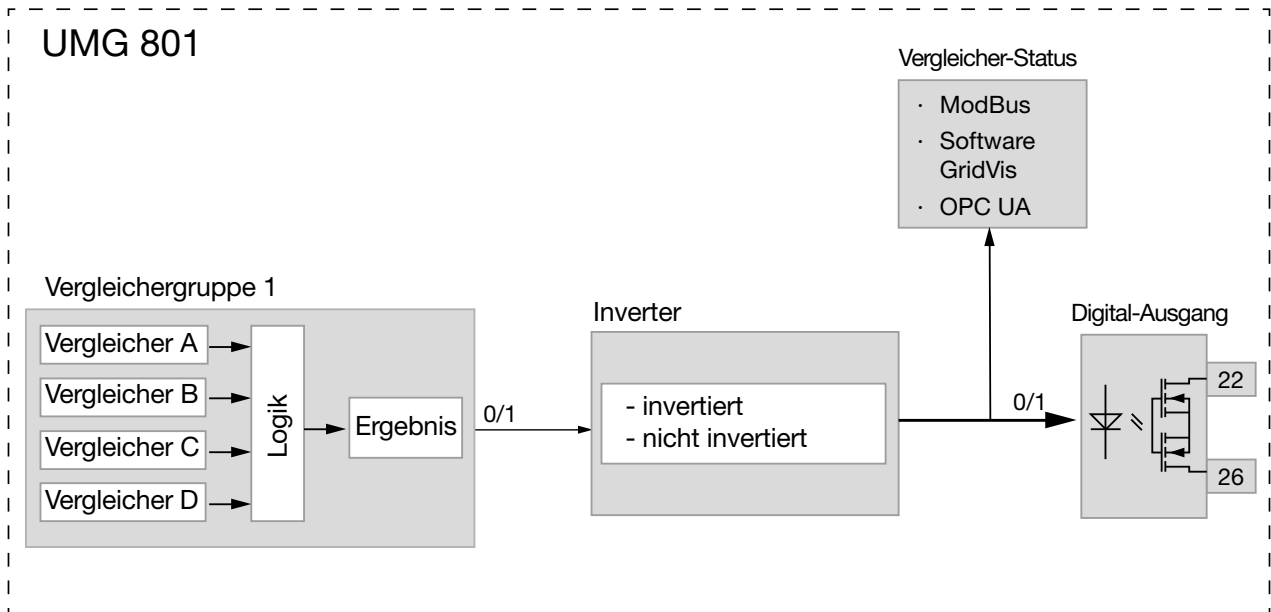 UMG 801
Vergleicher-Status
· ModBus
· Software
GridVis
· OPC UA
Vergleichergruppe 1
Vergleicher A
Vergleicher B
Vergleicher C
Vergleicher D
Logik
Ergebnis
0/1
Inverter
- invertiert
- nicht invertiert
0/1
Digital-Ausgang
22
26